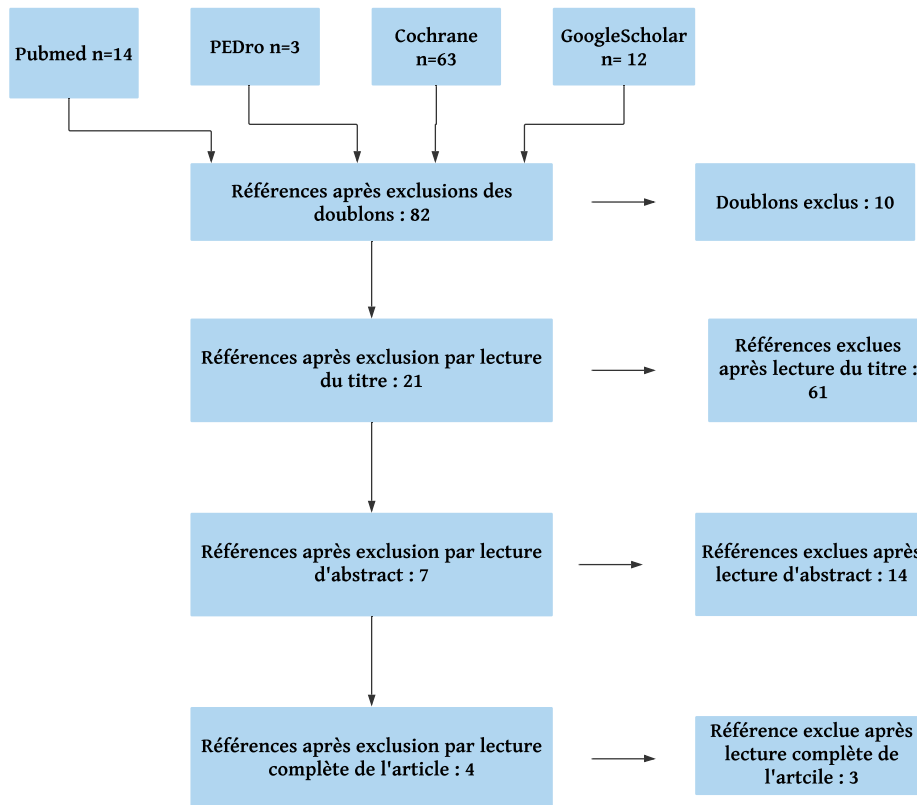 Pubmed n=14
PEDro n=3
Cochrane
n=63
GoogleScholar
n= 12
Références après exclusions des
doublons : 82
Doublons exclus : 10
Références après exclusion par lecture
du titre : 21
Références exclues
après lecture du titre :
61
Références après exclusion par lecture
d'abstract : 7
Références exclues après
lecture d'abstract : 14
Références après exclusion par lecture
complète de l'article : 4
Référence exclue après
lecture complète de
l'artcile : 3